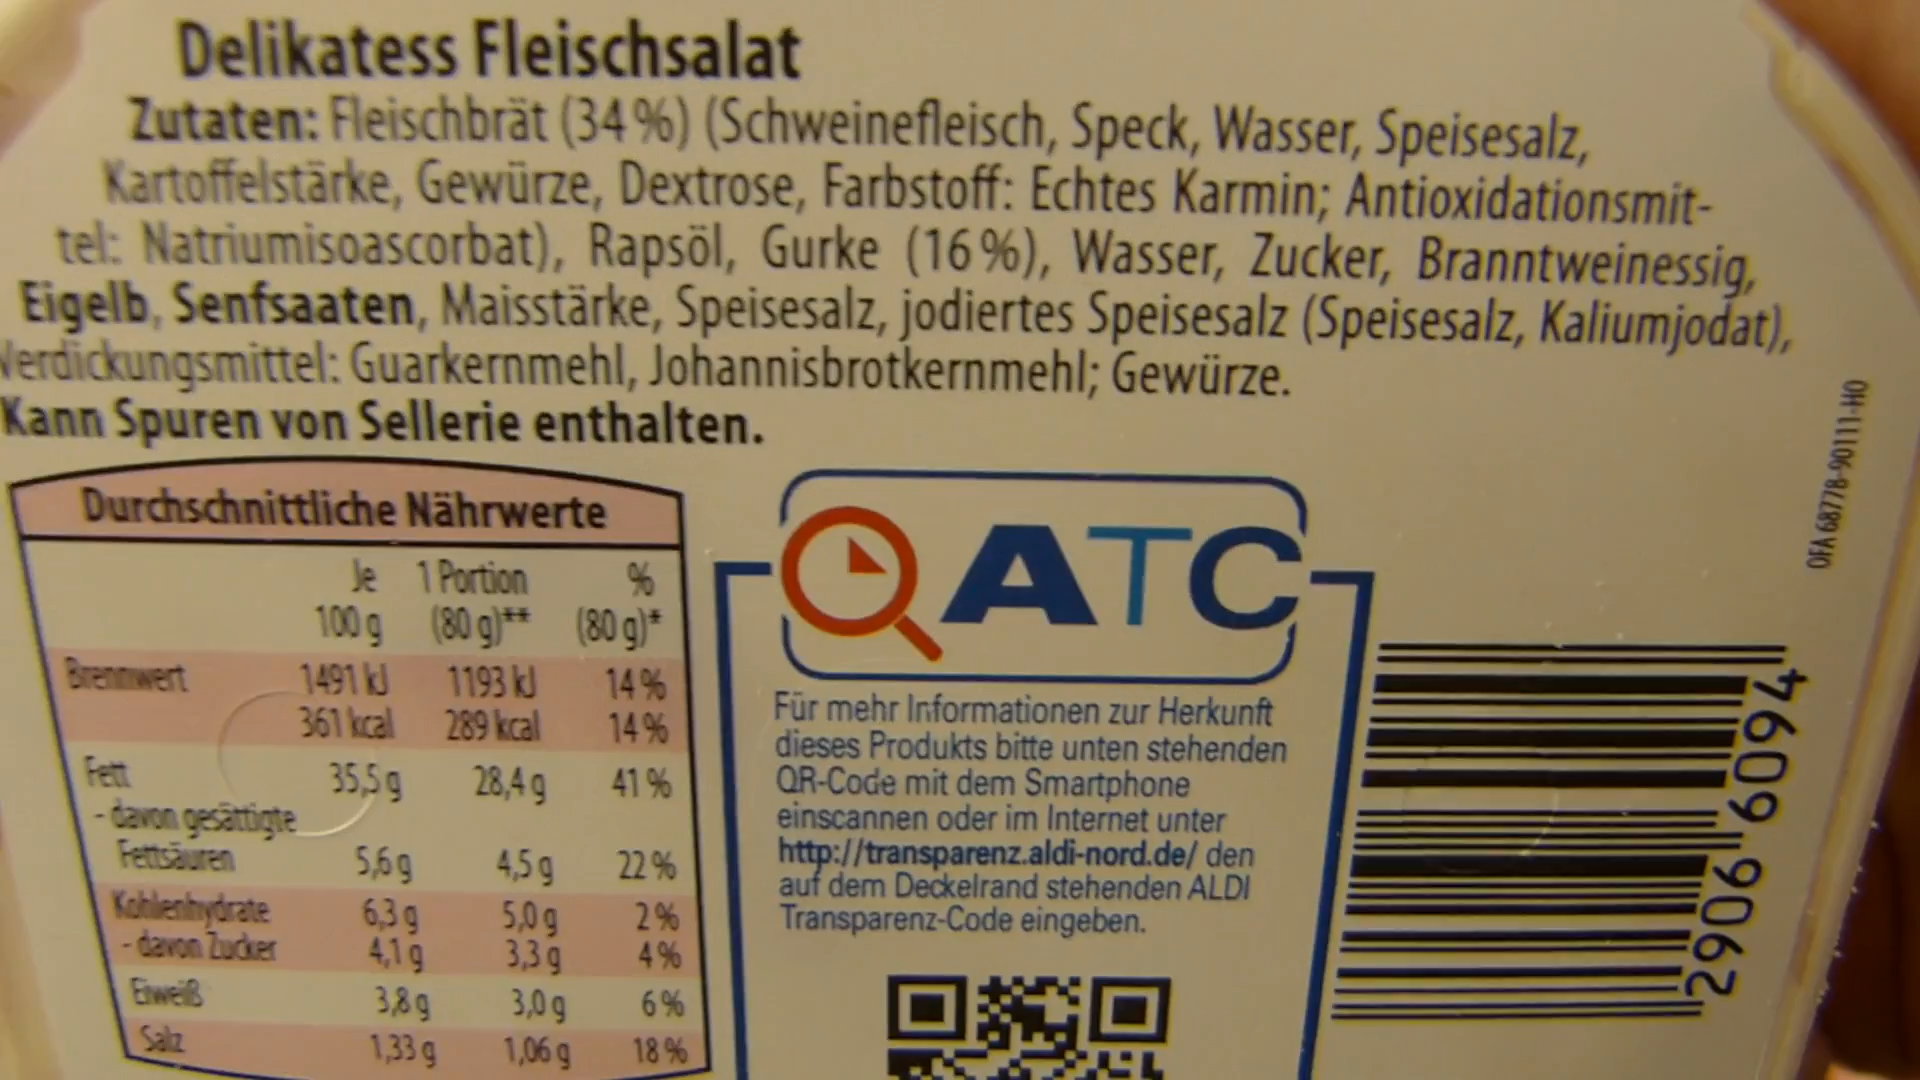 Delikatess Fleischsalat
Zutaten: Fleischbrät (34 %) (Schweinefleisch, Speck, Wasser, Speisesalz,
Kartoffelstärke, Gewürze, Dextrose, Farbstoff: Echtes Karmin; Antioxidationsmit-
tel: Natriumisoascorbat), Rapsöl, Gurke (16 %), Wasser, Zucker, Branntweinessig,
Eigelb, Senfsaaten, Maisstärke, Speisesalz, jodiertes Speisesalz (Speisesalz, Kaliumjodat),
Verdickungsmittel: Guarkernmehl, Johannisbrotkernmehl; Gewürze.
Kann Spuren von Sellerie enthalten.
Durchschnittliche Nährwerte
Je 1 Portion %
100 g (80 g)** (80 g)*
Brennwert 1491 kJ 1193 kJ 14 %
361 kcal 289 kcal 14 %
Fett 35,5 g 28,4 g 41 %
- davon gesättigte
Fettsäuren 5,6 g 4,5 g 22 %
Kohlenhydrate 6,3 g 5,0 g 2 %
- davon Zucker 4,1 g 3,3 g 4 %
Eiweiß 3,8 g 3,0 g 6 %
Salz 1,33 g 1,06 g 18 %
ATC
Für mehr Informationen zur Herkunft
dieses Produkts bitte unten stehenden
QR-Code mit dem Smartphone
einscannen oder im Internet unter
http://transparenz.aldi-nord.de/ den
auf dem Deckelrand stehenden ALDI
Transparenz-Code eingeben.
2906 6094
OFA 68778-90111-H0